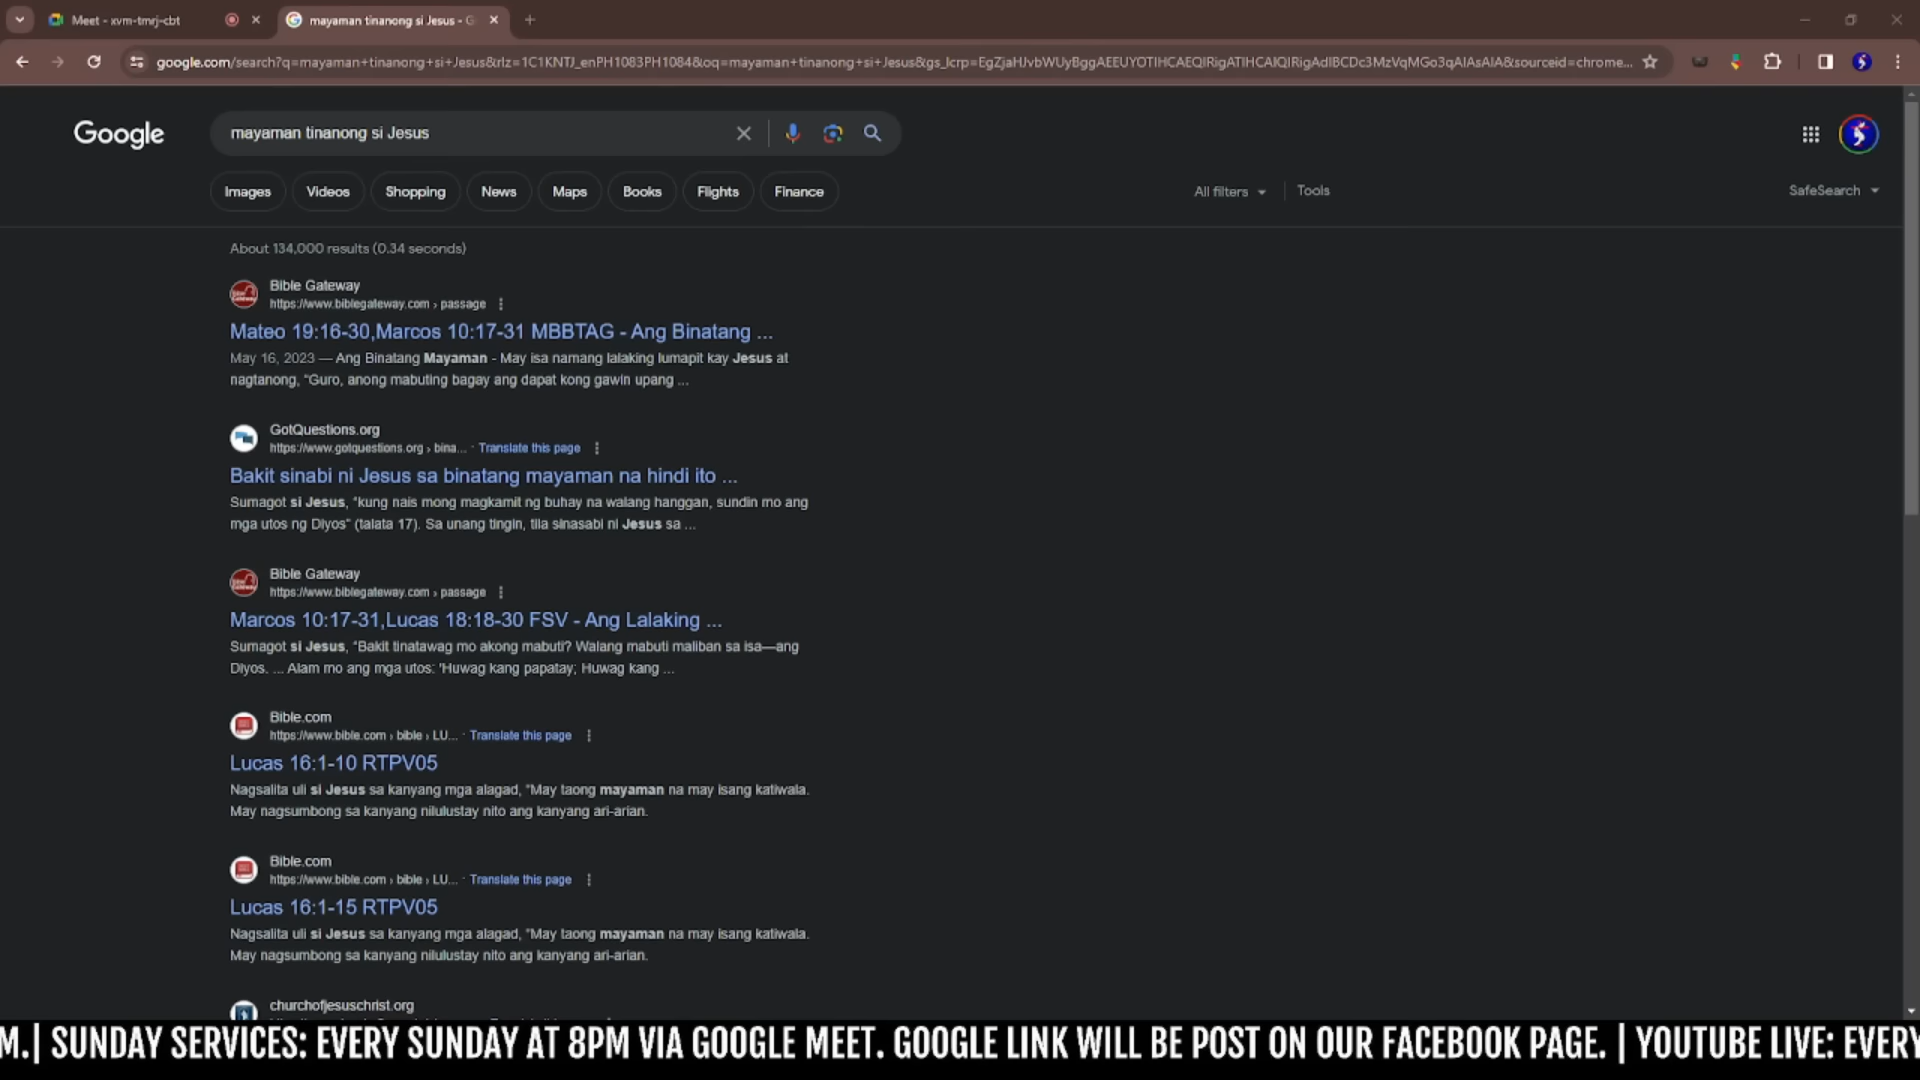 Meet - xvm-tmrj-cbt
mayaman tinanong si Jesus - G
google.com/search?q=mayaman+tinanong+si+Jesus&rlz=1C1KNTJ_enPH1083PH1084&oq=mayaman+tinanong+si+Jesus&gs_lcrp=
Google
mayaman tinanong si Jesus
Images Videos Shopping News Maps Books Flights Finance All filters Tools SafeSearch
About 134,000 results (0.34 seconds)
Bible Gateway
https://www.biblegateway.com › passage
Mateo 19:16-30,Marcos 10:17-31 MBBTAG - Ang Binatang ...
May 16, 2023 — Ang Binatang Mayaman - May isa namang lalaking lumapit kay Jesus at
nagtanong, “Guro, anong mabuting bagay ang dapat kong gawin upang ...
GotQuestions.org
https://www.gotquestions.org › bina... · Translate this page
Bakit sinabi ni Jesus sa binatang mayaman na hindi ito ...
Sumagot si Jesus, “kung nais mong magkamit ng buhay na walang hanggan, sundin mo ang
mga utos ng Diyos” (talata 17). Sa unang tingin, tila sinasabi ni Jesus sa ...
Bible Gateway
https://www.biblegateway.com › passage
Marcos 10:17-31,Lucas 18:18-30 FSV - Ang Lalaking ...
Sumagot si Jesus, “Bakit tinatawag mo akong mabuti? Walang mabuti maliban sa isa—ang
Diyos. ... Alam mo ang mga utos: 'Huwag kang papatay; Huwag kang ...
Bible.com
https://www.bible.com › bible › LU... · Translate this page
Lucas 16:1-10 RTPV05
Nagsalita uli si Jesus sa kanyang mga alagad, “May taong mayaman na may isang katiwala.
May nagsumbong sa kanyang nilulustay nito ang kanyang ari-arian.
Bible.com
https://www.bible.com › bible › LU... · Translate this page
Lucas 16:1-15 RTPV05
Nagsalita uli si Jesus sa kanyang mga alagad, “May taong mayaman na may isang katiwala.
May nagsumbong sa kanyang nilulustay nito ang kanyang ari-arian.
churchofjesuschrist.org
M.| SUNDAY SERVICES: EVERY SUNDAY AT 8PM VIA GOOGLE MEET. GOOGLE LINK WILL BE POST ON OUR FACEBOOK PAGE. | YOUTUBE LIVE: EVERY